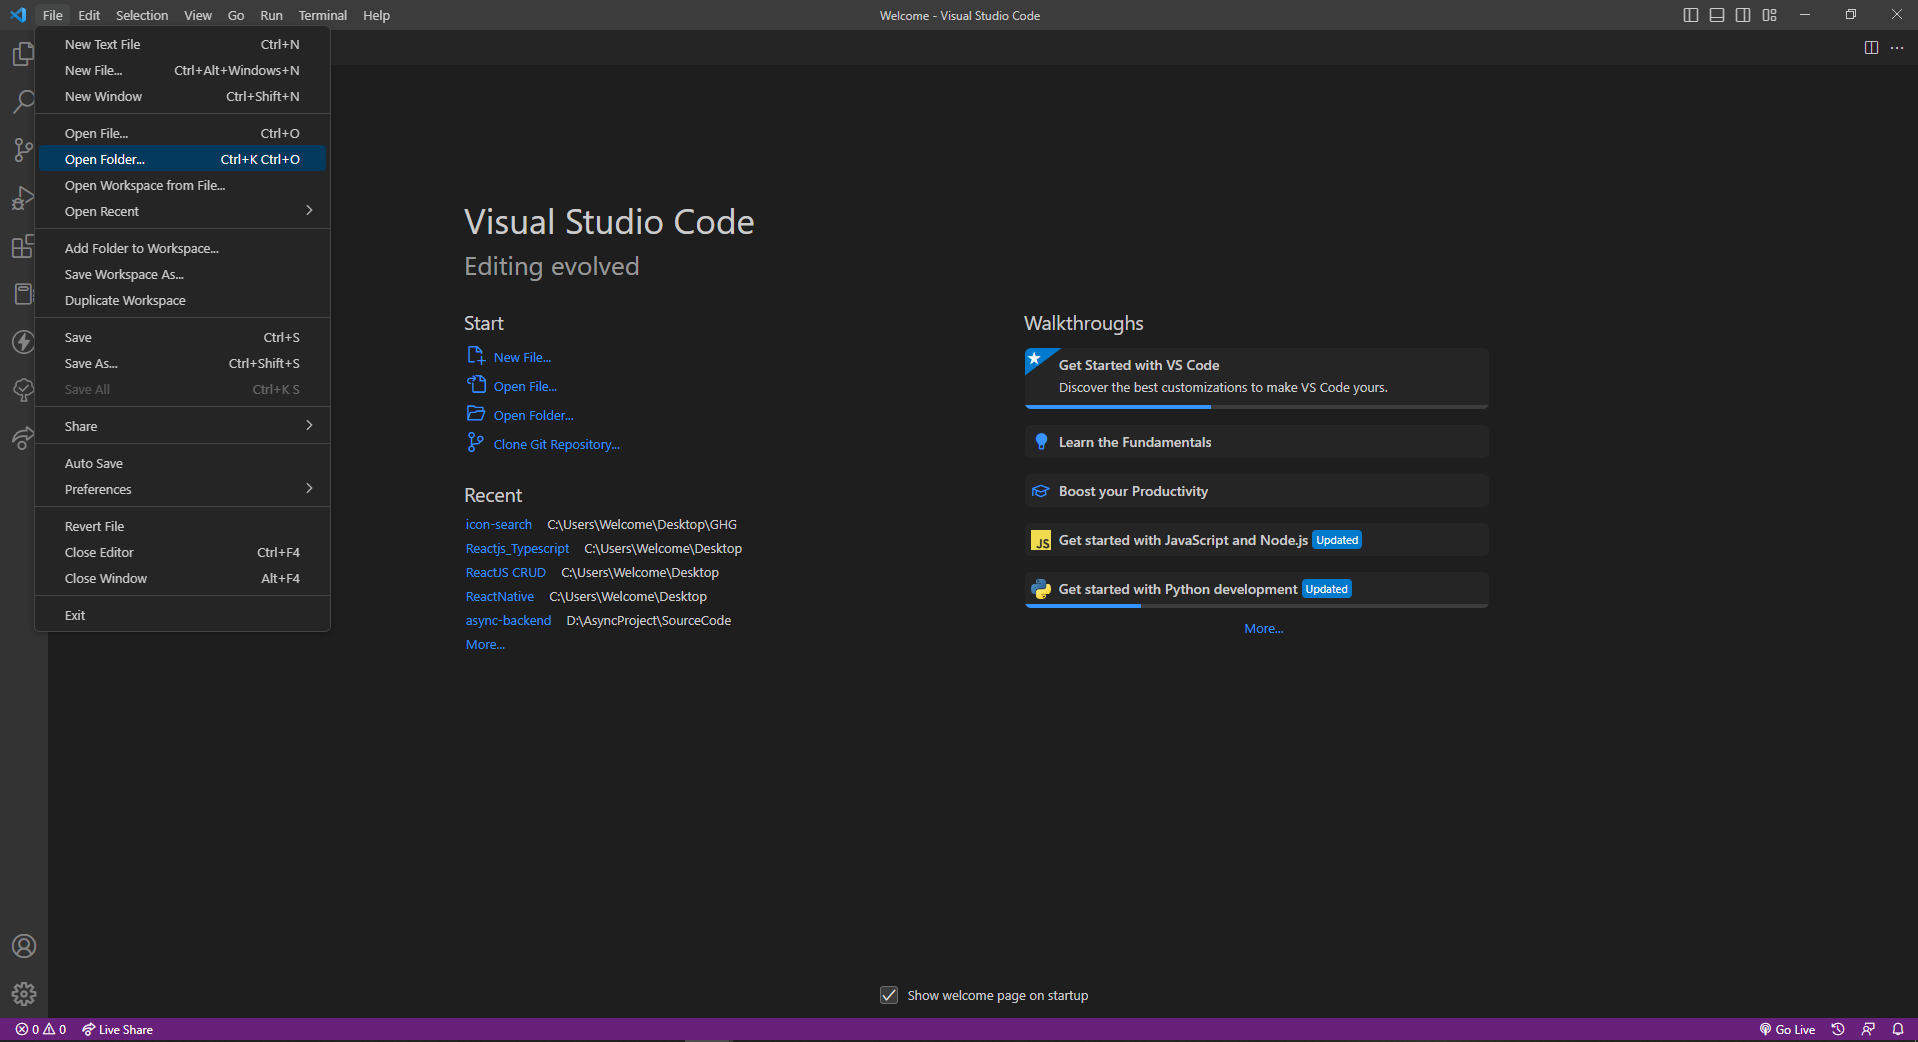 File Edit Selection View Go Run Terminal Help
Welcome - Visual Studio Code
New Text File Ctrl+N
New File... Ctrl+Alt+Windows+N
New Window Ctrl+Shift+N
Open File... Ctrl+O
Open Folder... Ctrl+K Ctrl+O
Open Workspace from File...
Open Recent
Add Folder to Workspace...
Save Workspace As...
Duplicate Workspace
Save Ctrl+S
Save As... Ctrl+Shift+S
Save All Ctrl+K S
Share
Auto Save
Preferences
Revert File
Close Editor Ctrl+F4
Close Window Alt+F4
Exit
Visual Studio Code
Editing evolved
Start
New File...
Open File...
Open Folder...
Clone Git Repository...
Recent
icon-search C:\Users\Welcome\Desktop\GHG
Reactjs_Typescript C:\Users\Welcome\Desktop
ReactJS CRUD C:\Users\Welcome\Desktop
ReactNative C:\Users\Welcome\Desktop
async-backend D:\AsyncProject\SourceCode
More...
Walkthroughs
Get Started with VS Code
Discover the best customizations to make VS Code yours.
Learn the Fundamentals
Boost your Productivity
JS Get started with JavaScript and Node.js Updated
Get started with Python development Updated
More...
Show welcome page on startup
0 0 Live Share
Go Live